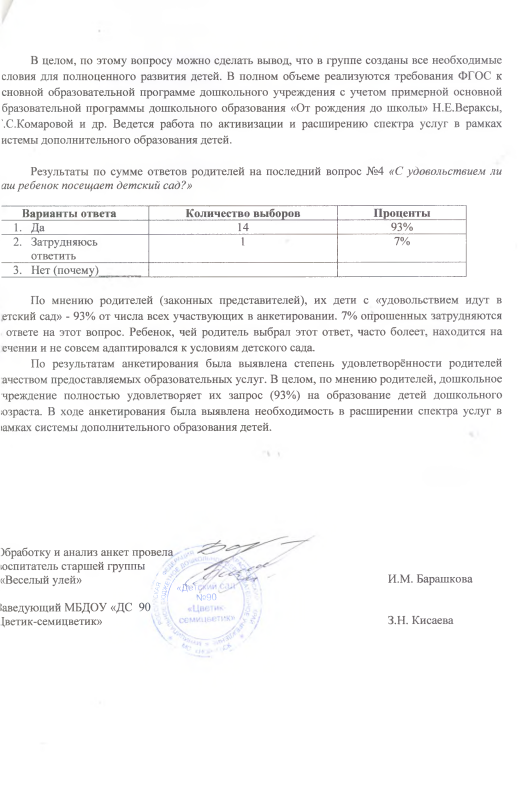 В целом, по этому вопросу можно сделать вывод, что в группе созданы все необходимые
словия для полноценного развития детей. В полном объеме реализуются требования ФГОС к
сновной образовательной программе дошкольного учреждения с учетом примерной основной
бразовательной программы дошкольного образования «От рождения до школы» Н.Е.Вераксы,
.С.Комаровой и др. Ведется работа по активизации и расширению спектра услуг в рамках
истемы дополнительного образования детей.
Результаты по сумме ответов родителей на последний вопрос №4 «С удовольствием ли
аш ребенок посещает детский сад?»
Варианты ответа Количество выборов Проценты
1. Да 14 93%
2. Затрудняюсь 1 7%
ответить
3. Нет (почему)_______
По мнению родителей (законных представителей), их дети с «удовольствием идут в
етский сад» - 93% от числа всех участвующих в анкетировании. 7% опрошенных затрудняются
ответе на этот вопрос. Ребенок, чей родитель выбрал этот ответ, часто болеет, находится на
ечении и не совсем адаптировался к условиям детского сада.
По результатам анкетирования была выявлена степень удовлетворённости родителей
ачеством предоставляемых образовательных услуг. В целом, по мнению родителей, дошкольное
чреждение полностью удовлетворяет их запрос (93%) на образование детей дошкольного
озраста. В ходе анкетирования была выявлена необходимость в расширении спектра услуг в
амках системы дополнительного образования детей.
Обработку и анализ анкет провела
воспитатель старшей группы
«Веселый улей» И.М. Барашкова
Заведующий МБДОУ «ДС 90
Цветик-семицветик» З.Н. Кисаева
«Детский сад
№90
«Цветик-
семицветик»